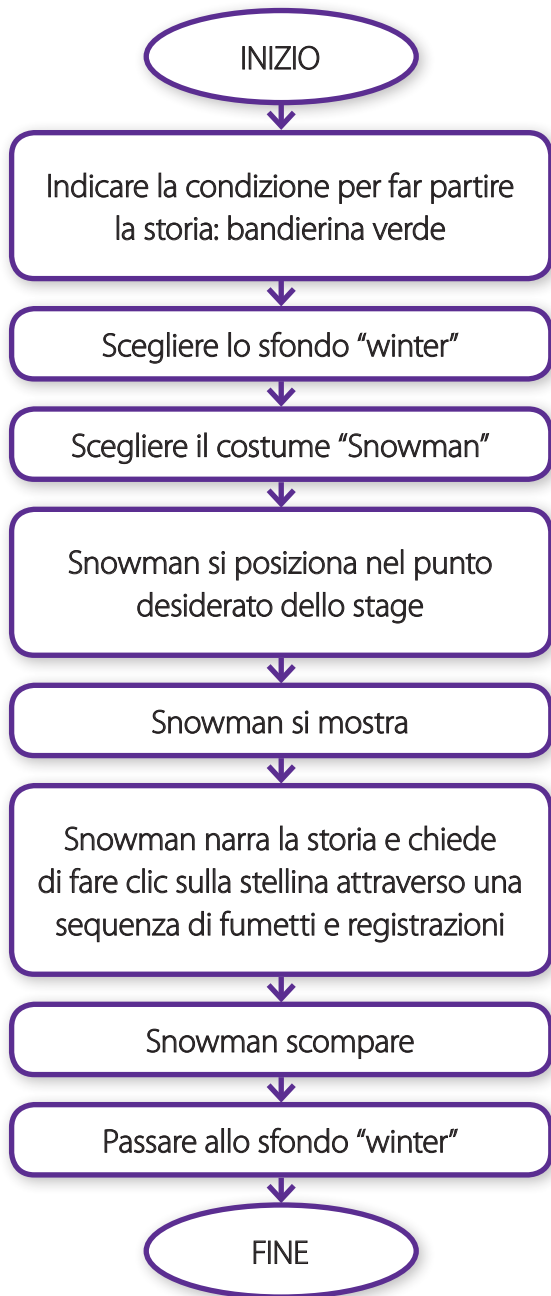 INIZIO
Indicare la condizione per far partire
la storia: bandierina verde
Scegliere lo sfondo “winter”
Scegliere il costume “Snowman”
Snowman si posiziona nel punto
desiderato dello stage
Snowman si mostra
Snowman narra la storia e chiede
di fare clic sulla stellina attraverso una
sequenza di fumetti e registrazioni
Snowman scompare
Passare allo sfondo “winter”
FINE